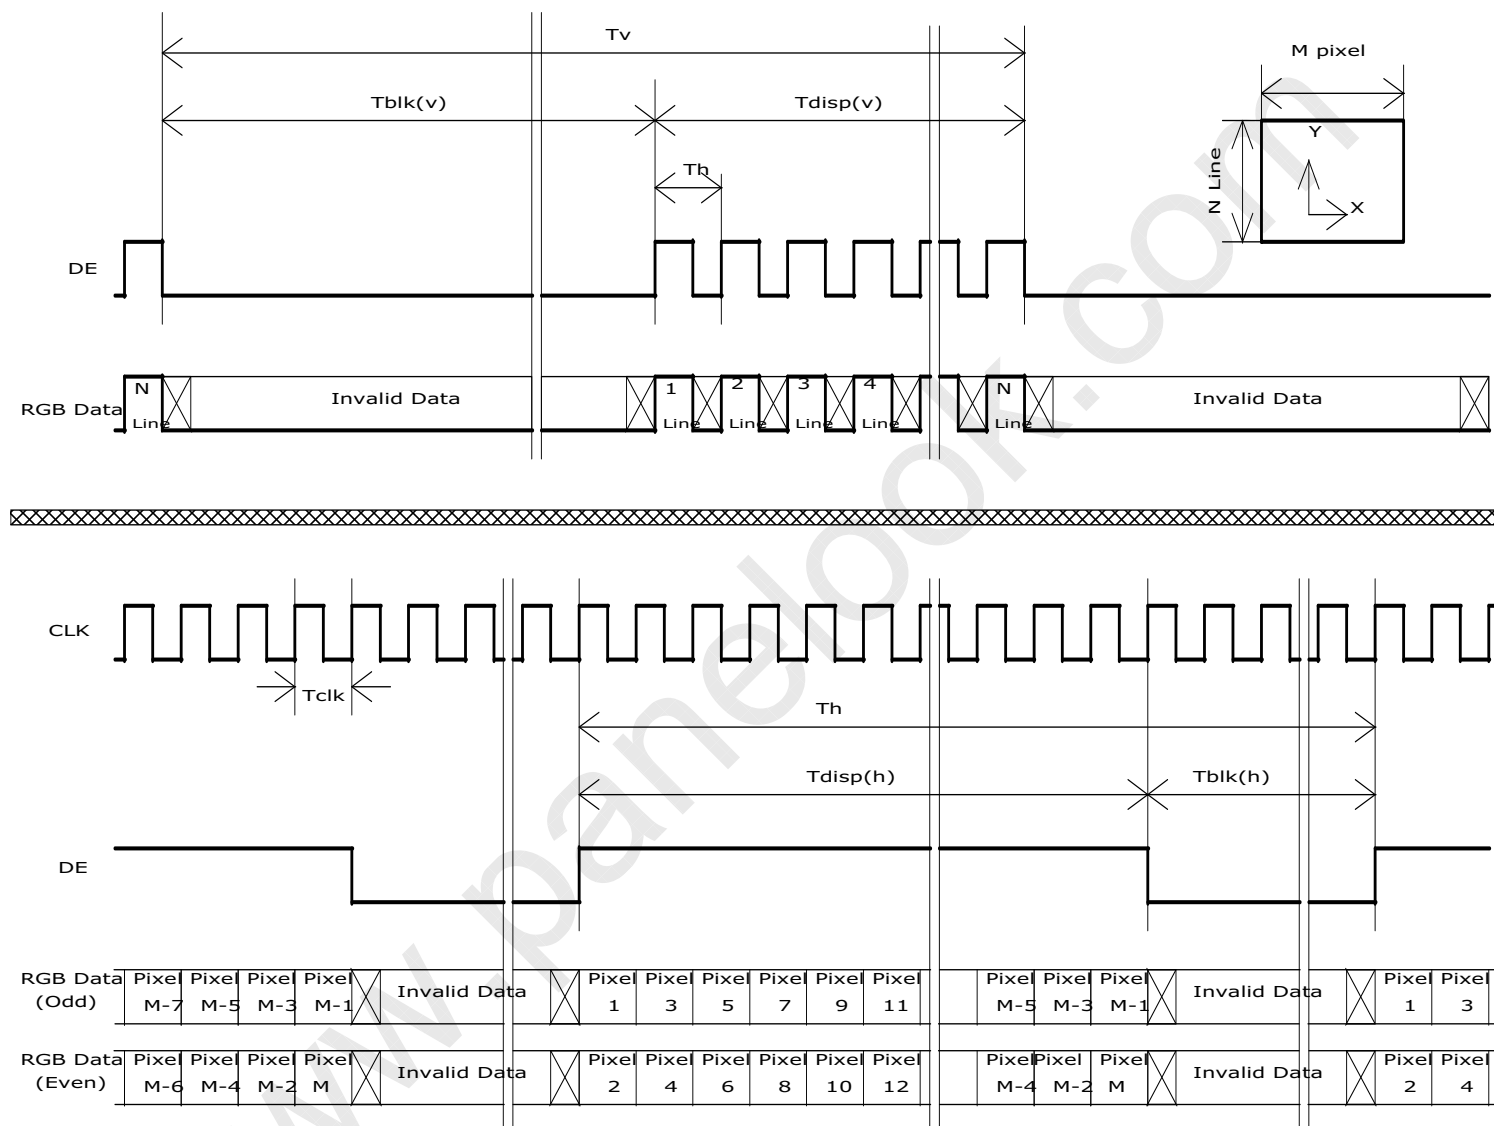 Tv
M pixel
Tblk(v)
Tdisp(v)
Y
Th
N Line
X
DE
N
1
2
3
4
N
RGB Data
Invalid Data
Invalid Data
Line
Line
Line
Line
Line
Line
CLK
Tclk
Th
Tdisp(h)
Tblk(h)
DE
RGB Data Pixel Pixel Pixel Pixel Invalid Data Pixel Pixel Pixel Pixel Pixel Pixel Pixel Pixel Pixel Invalid Data Pixel Pixel
(Odd) M-7 M-5 M-3 M-1 1 3 5 7 9 11 M-5 M-3 M-1 1 3
RGB Data Pixel Pixel Pixel Pixel Invalid Data Pixel Pixel Pixel Pixel Pixel Pixel Pixel Pixel Pixel Invalid Data Pixel Pixel
(Even) M-6 M-4 M-2 M 2 4 6 8 10 12 M-4 M-2 M 2 4
www.panelook.com